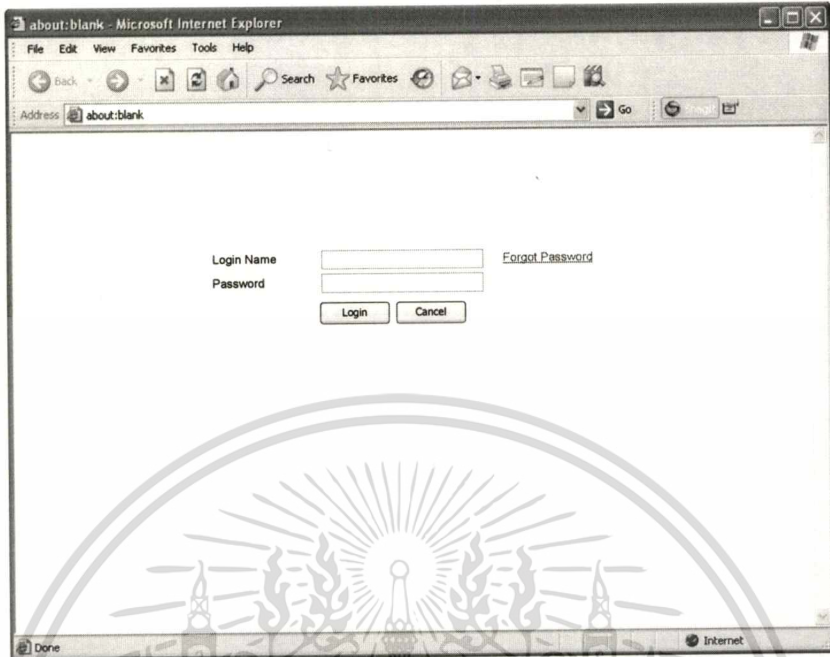 about:blank - Microsoft Internet Explorer
File Edit View Favorites Tools Help
Back Search Favorites
Address about:blank Go
Login Name Forgot Password
Password
Login Cancel
Done Internet